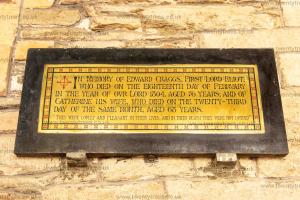 IN MEMORY OF EDWARD CRAGGS, FIRST LORD ELIOT,
WHO DIED ON THE EIGHTEENTH DAY OF FEBRUARY
IN THE YEAR OF OUR LORD 1804, AGED 76 YEARS, AND OF
CATHERINE HIS WIFE, WHO DIED ON THE TWENTY-THIRD
DAY OF THE SAME MONTH, AGED 68 YEARS.
THEY WERE LOVELY AND PLEASANT IN THEIR LIVES, AND IN THEIR DEATH THEY WERE NOT DIVIDED